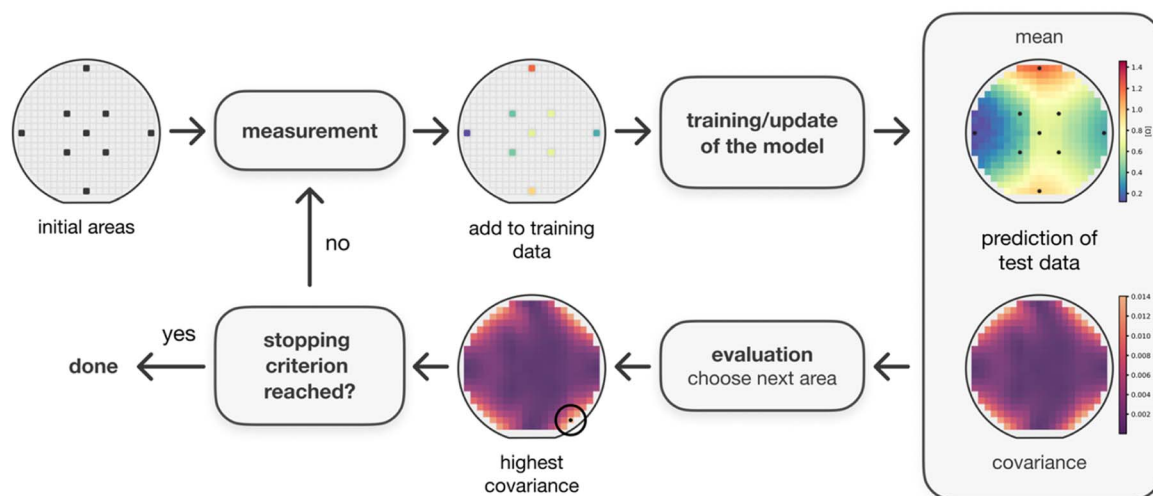 initial areas
measurement
add to training
data
training/update
of the model
mean
1.4
1.2
1.0
0.8
0.6
0.4
0.2
[Ω]
prediction of
test data
0.014
0.012
0.010
0.008
0.006
0.004
0.002
covariance
evaluation
choose next area
highest
covariance
stopping
criterion
reached?
no
yes
done